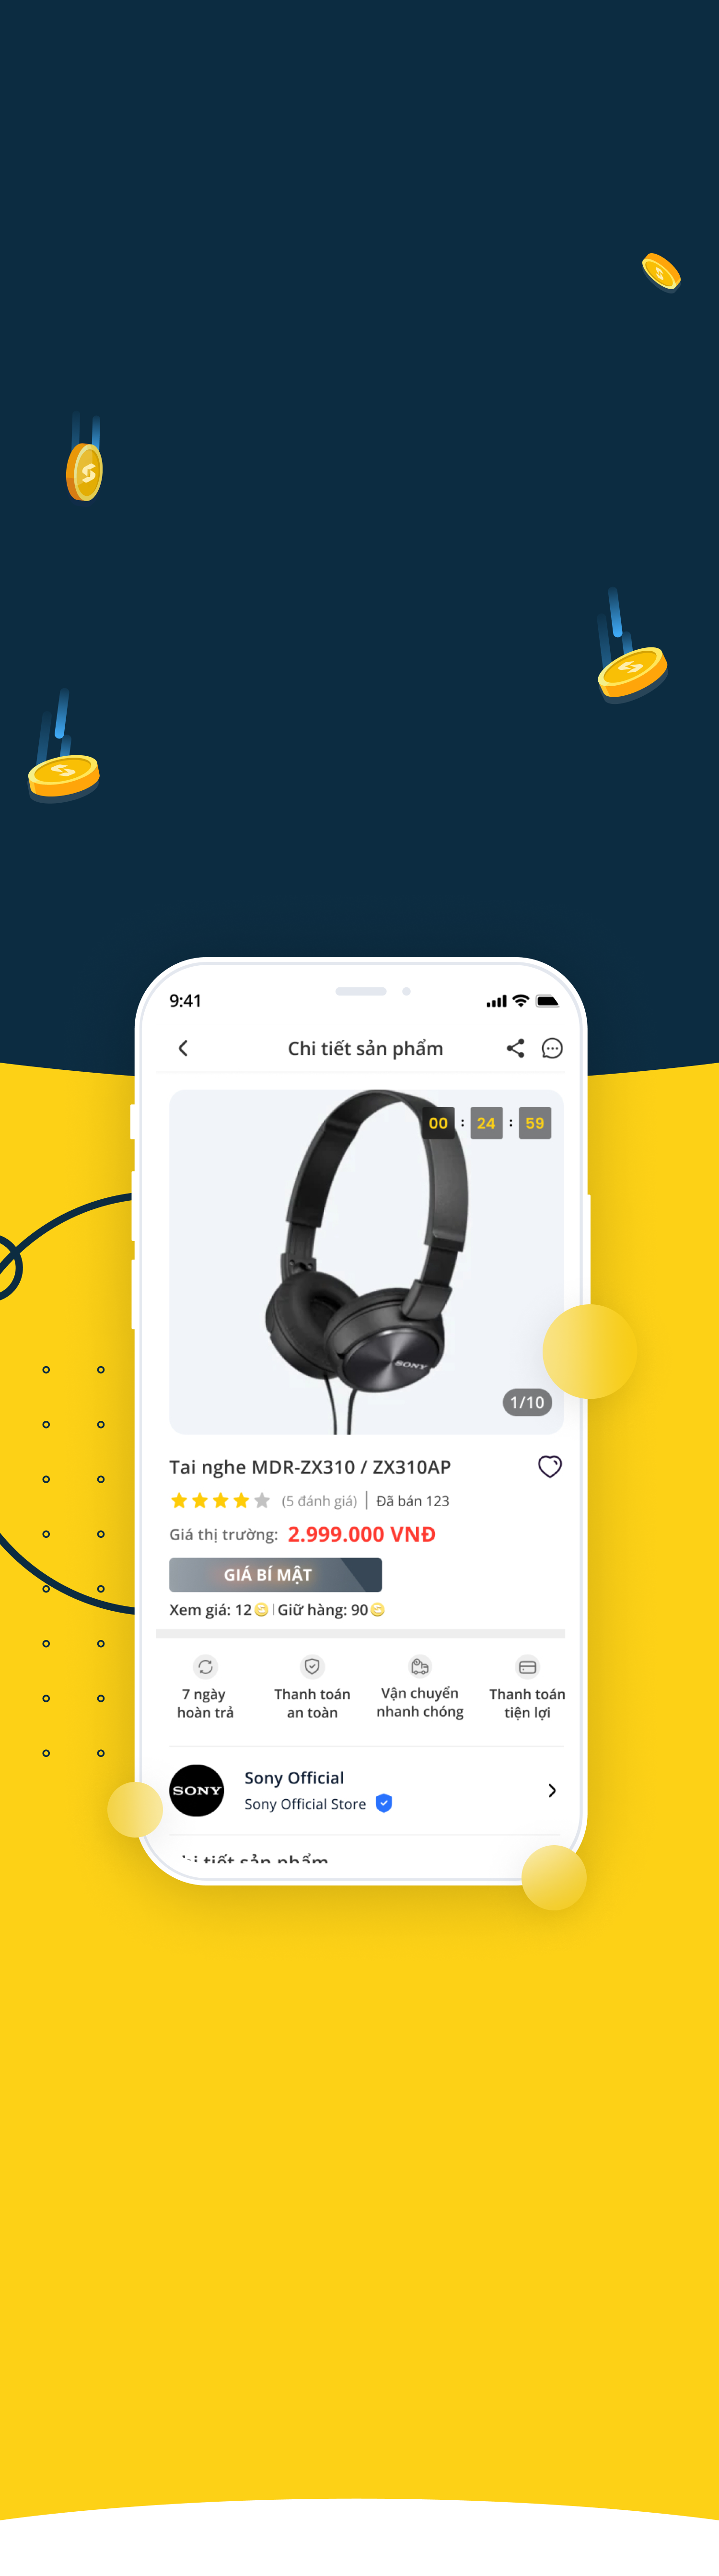 9:41
Chi tiết sản phẩm
00 : 24 : 59
SONY
1/10
Tai nghe MDR-ZX310 / ZX310AP
(5 đánh giá) | Đã bán 123
Giá thị trường: 2.999.000 VNĐ
GIÁ BÍ MẬT
Xem giá: 12 | Giữ hàng: 90
7 ngày
hoàn trả
Thanh toán
an toàn
Vận chuyển
nhanh chóng
Thanh toán
tiện lợi
SONY
Sony Official
Sony Official Store
hi tiết sản phẩm